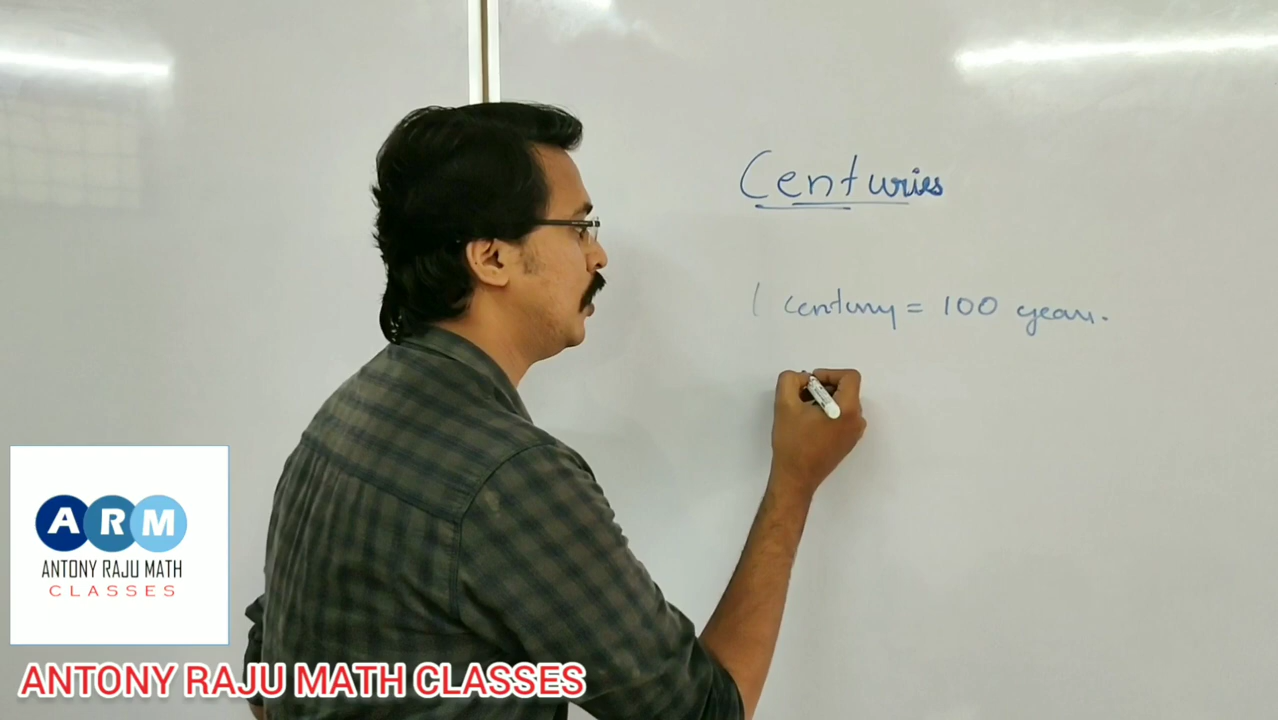 Centuries
1 century = 100 years.
ARM
ANTONY RAJU MATH
CLASSES
ANTONY RAJU MATH CLASSES